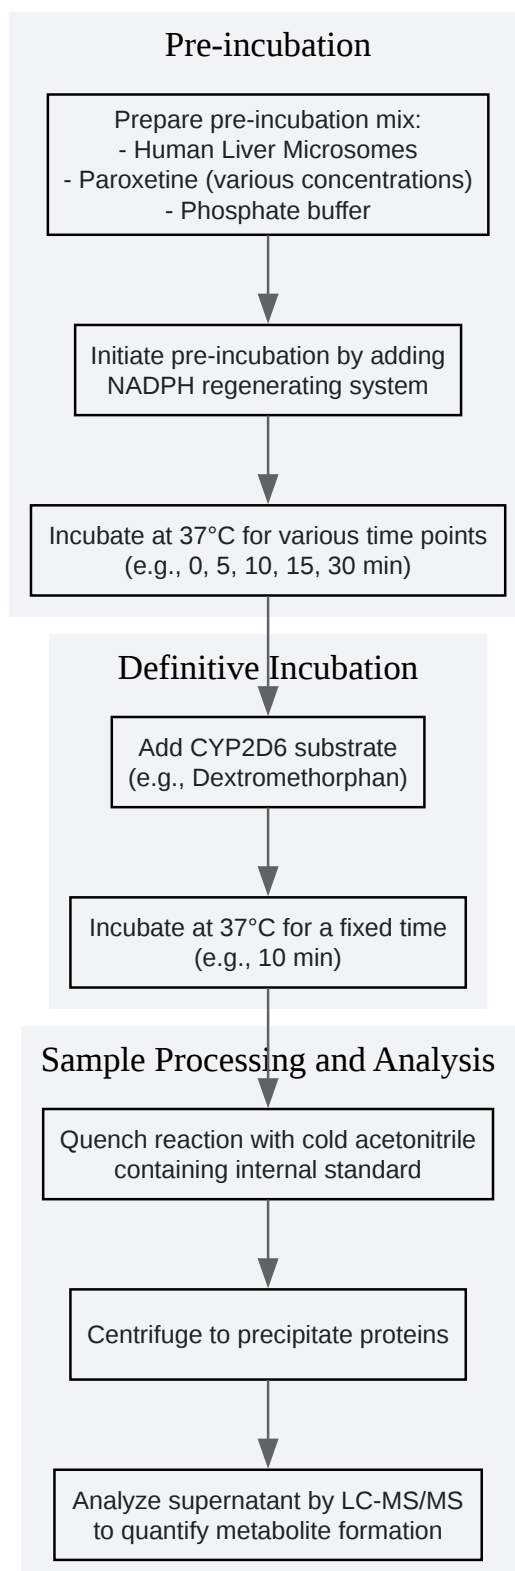 Pre-incubation
Prepare pre-incubation mix:
- Human Liver Microsomes
- Paroxetine (various concentrations)
- Phosphate buffer
Initiate pre-incubation by adding
NADPH regenerating system
Incubate at 37°C for various time points
(e.g., 0, 5, 10, 15, 30 min)
Definitive Incubation
Add CYP2D6 substrate
(e.g., Dextromethorphan)
Incubate at 37°C for a fixed time
(e.g., 10 min)
Sample Processing and Analysis
Quench reaction with cold acetonitrile
containing internal standard
Centrifuge to precipitate proteins
Analyze supernatant by LC-MS/MS
to quantify metabolite formation